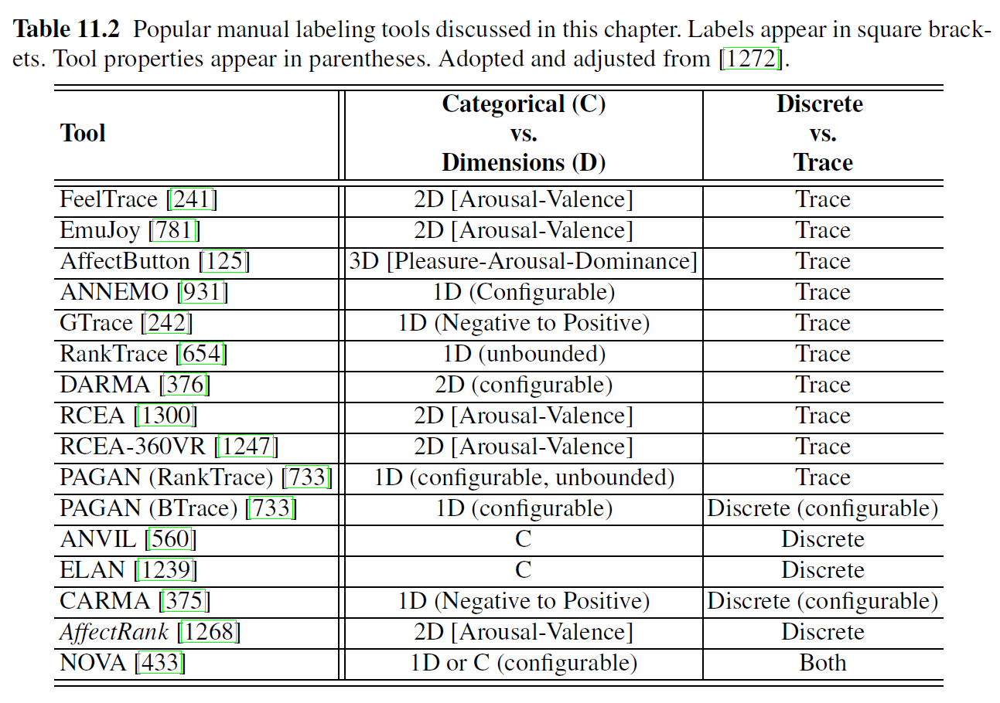 Table 11.2 Popular manual labeling tools discussed in this chapter. Labels appear in square brack-
ets. Tool properties appear in parentheses. Adopted and adjusted from [1272].
Tool Categorical (C) vs. Dimensions (D) Discrete vs. Trace
FeelTrace [241] 2D [Arousal-Valence] Trace
EmuJoy [781] 2D [Arousal-Valence] Trace
AffectButton [125] 3D [Pleasure-Arousal-Dominance] Trace
ANNEMO [931] 1D (Configurable) Trace
GTrace [242] 1D (Negative to Positive) Trace
RankTrace [654] 1D (unbounded) Trace
DARMA [376] 2D (configurable) Trace
RCEA [1300] 2D [Arousal-Valence] Trace
RCEA-360VR [1247] 2D [Arousal-Valence] Trace
PAGAN (RankTrace) [733] 1D (configurable, unbounded) Trace
PAGAN (BTrace) [733] 1D (configurable) Discrete (configurable)
ANVIL [560] C Discrete
ELAN [1239] C Discrete
CARMA [375] 1D (Negative to Positive) Discrete (configurable)
AffectRank [1268] 2D [Arousal-Valence] Discrete
NOVA [433] 1D or C (configurable) Both